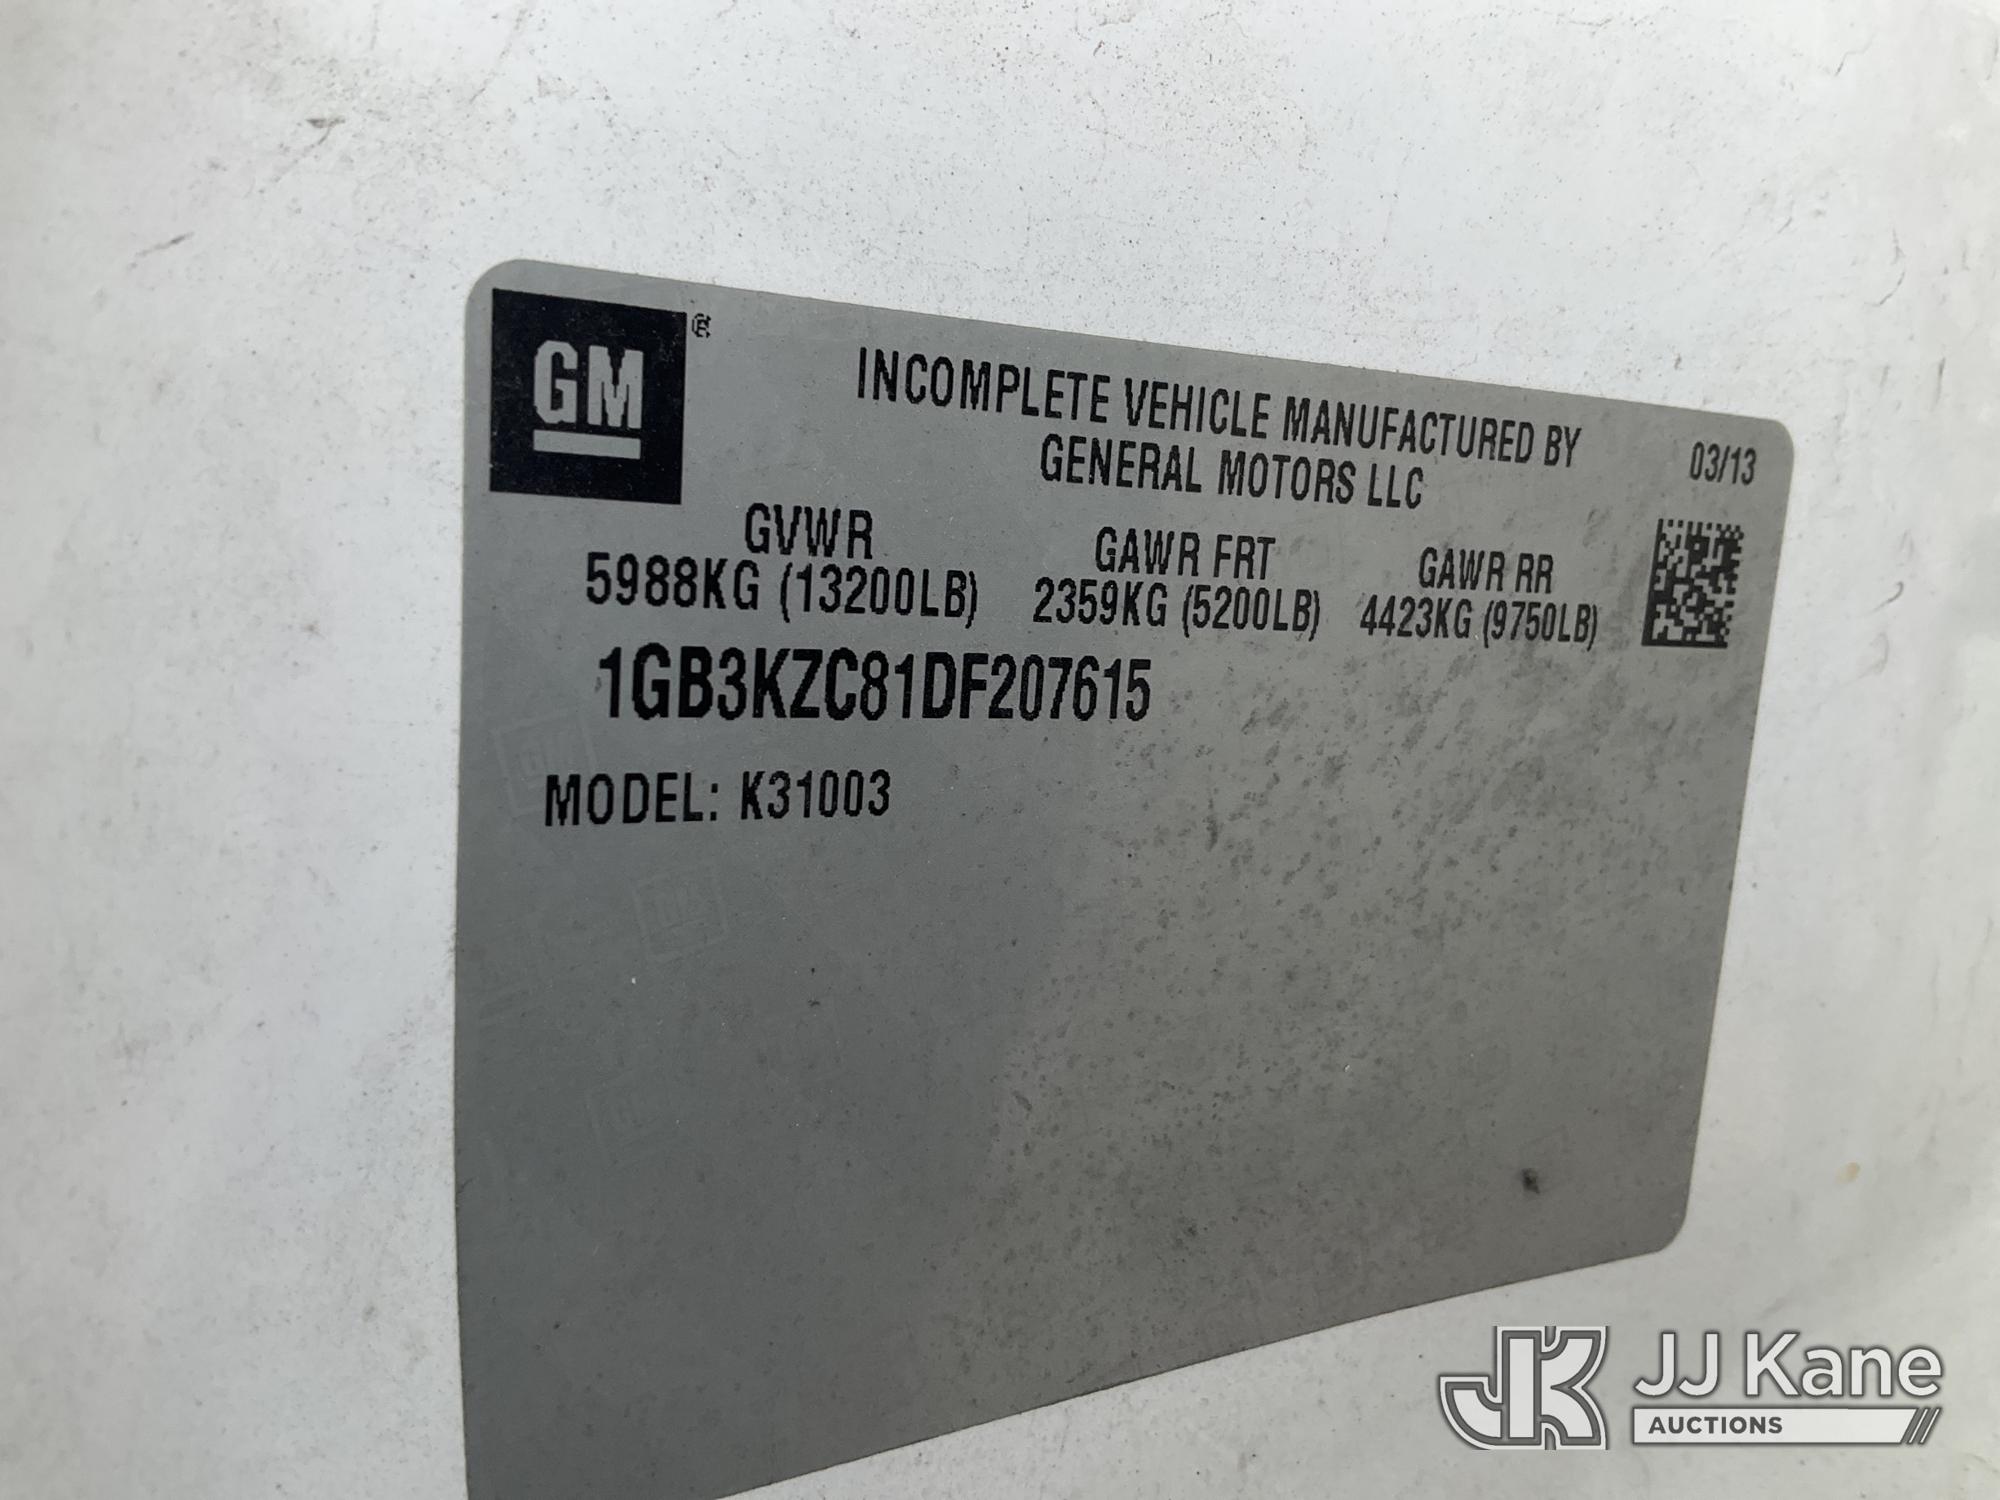 GM
INCOMPLETE VEHICLE MANUFACTURED BY
GENERAL MOTORS LLC
03/13
GVWR
5988KG (13200LB)
GAWR FRT
2359KG (5200LB)
GAWR RR
4423KG (9750LB)
1GB3KZC81DF207615
MODEL: K31003
JK JJ Kane
AUCTIONS